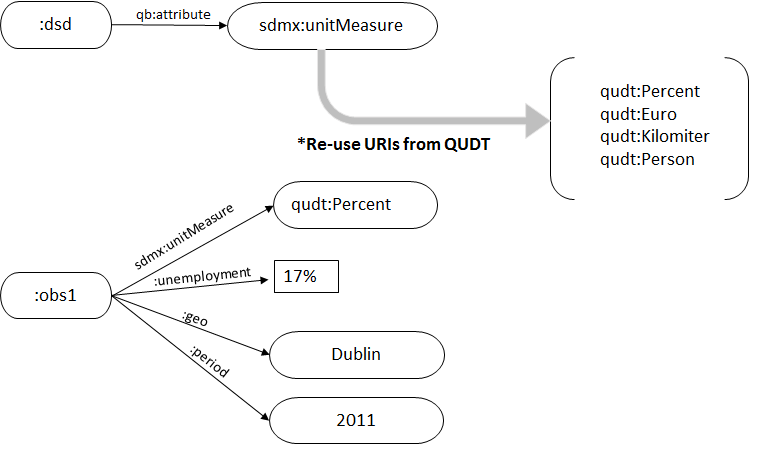 :dsd
qb:attribute
sdmx:unitMeasure
qudt:Percent
qudt:Euro
qudt:Kilomiter
qudt:Person
*Re-use URIs from QUDT
sdmx:unitMeasure
qudt:Percent
:unemployment
17%
:obs1
:geo
Dublin
:period
2011